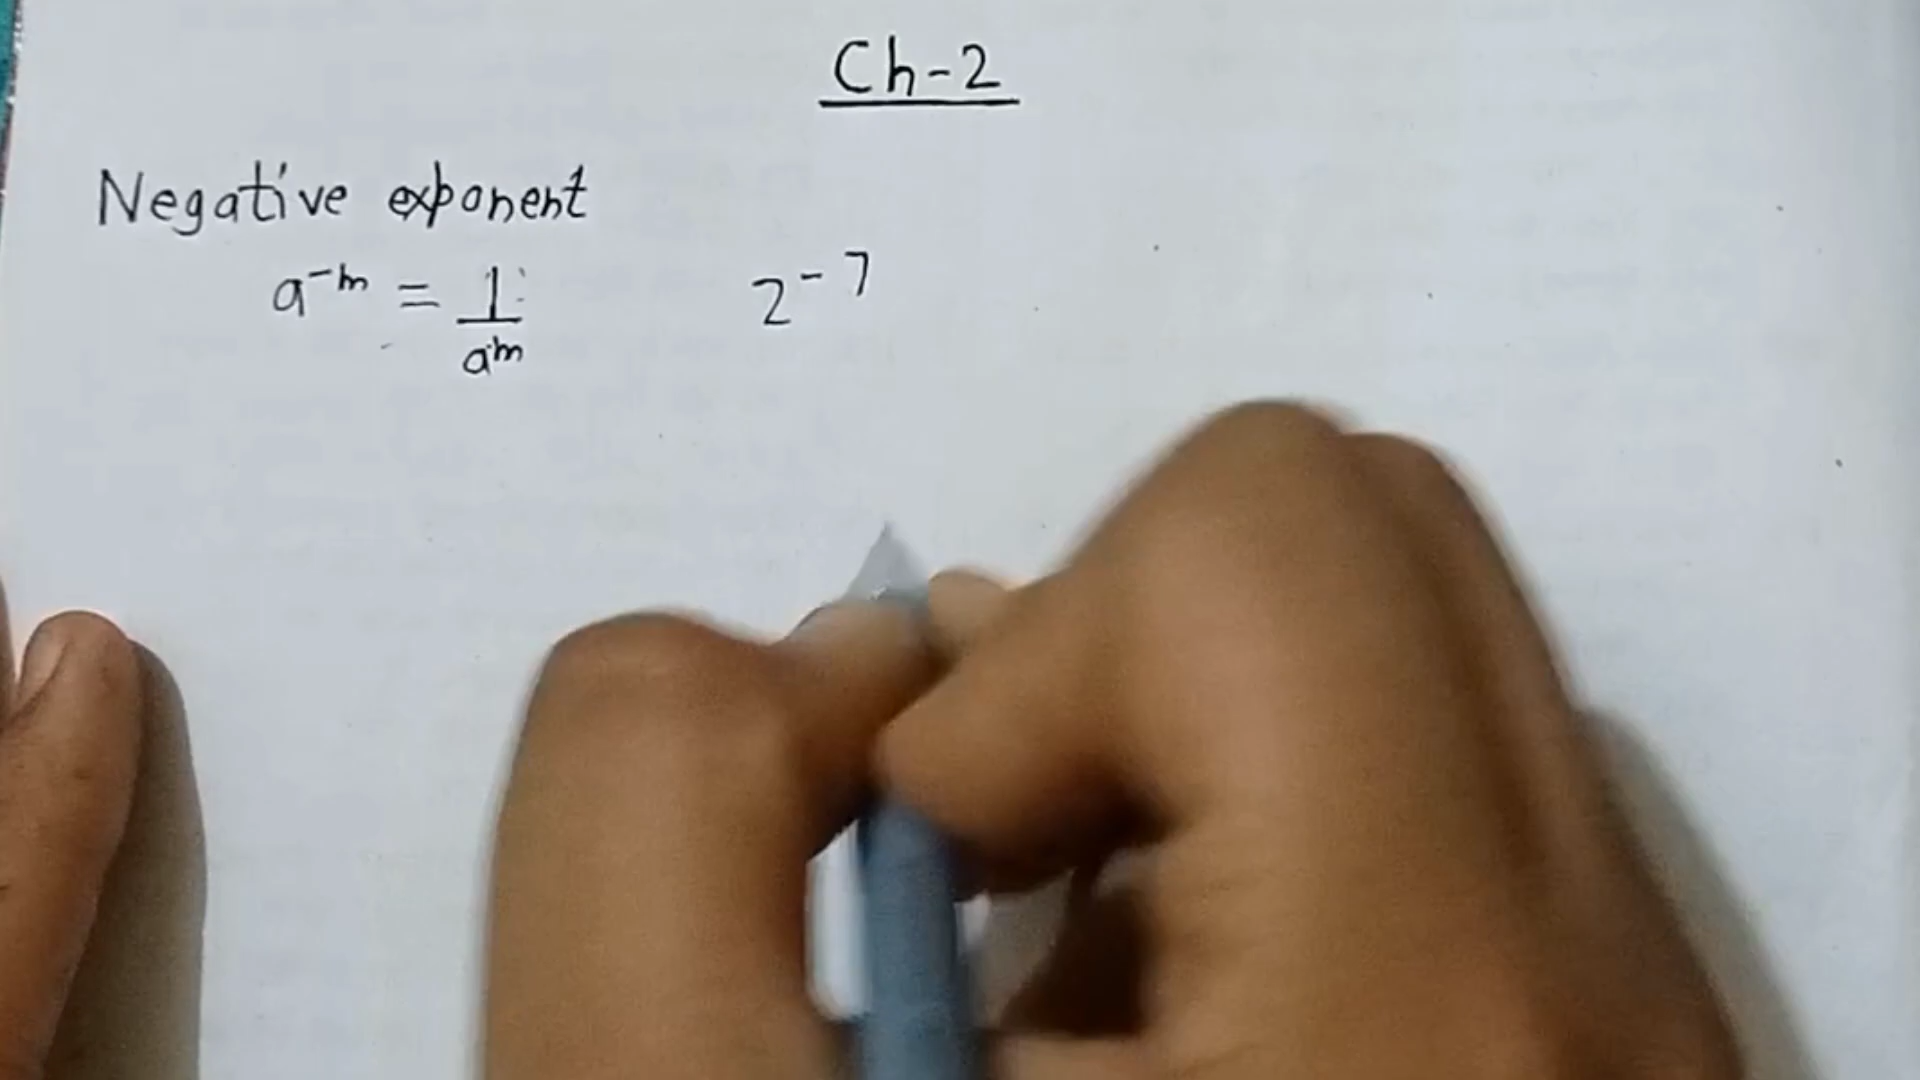 Ch-2
Negative exponent
a⁻ᵐ = 1/aᵐ 2⁻⁷